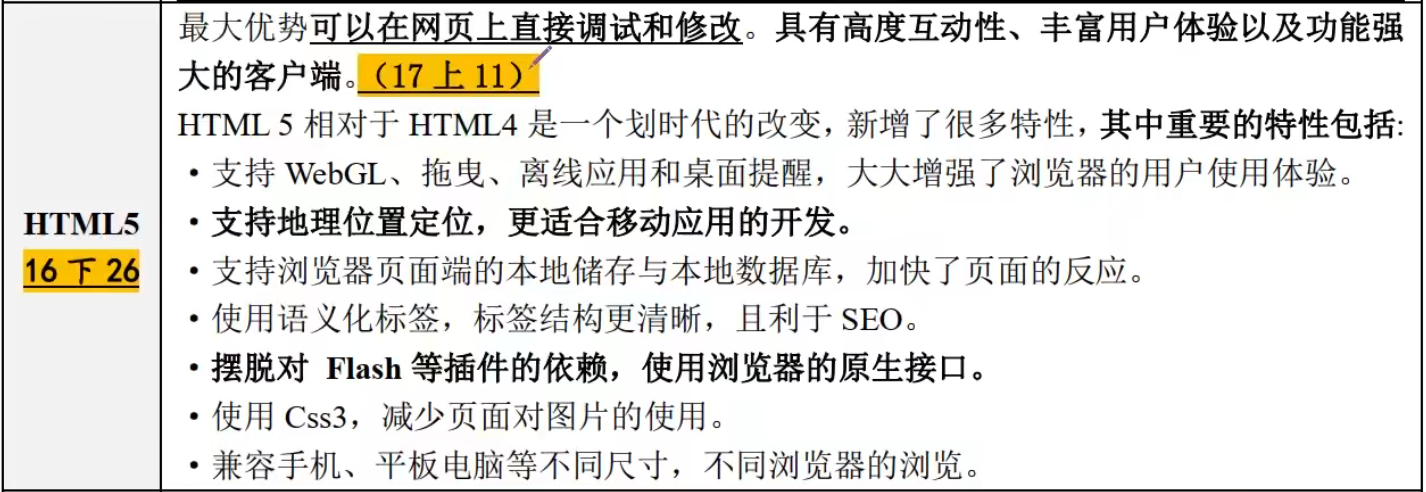 最大优势可以在网页上直接调试和修改。具有高度互动性、丰富用户体验以及功能强
大的客户端。（17 上 11）
HTML 5 相对于 HTML4 是一个划时代的改变，新增了很多特性，其中重要的特性包括:
・支持 WebGL、拖曳、离线应用和桌面提醒，大大增强了浏览器的用户使用体验。
HTML5
・支持地理位置定位，更适合移动应用的开发。
16 下 26
・支持浏览器页面端的本地储存与本地数据库，加快了页面的反应。
・使用语义化标签，标签结构更清晰，且利于 SEO。
・摆脱对 Flash 等插件的依赖，使用浏览器的原生接口。
・使用 Css3，减少页面对图片的使用。
・兼容手机、平板电脑等不同尺寸，不同浏览器的浏览。